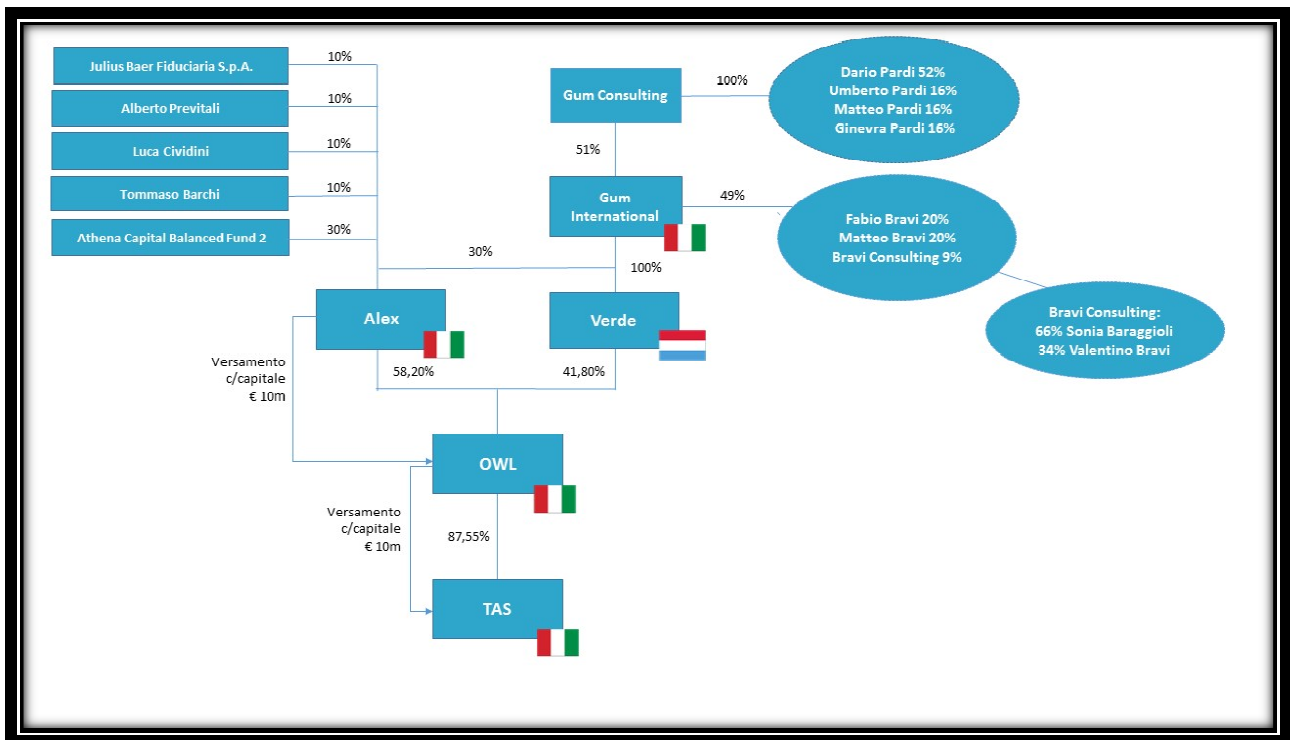 Julius Baer Fiduciaria S.p.A.
10%
Alberto Previtali
10%
Luca Cividini
10%
Tommaso Barchi
10%
Athena Capital Balanced Fund 2
30%
Gum Consulting
100%
Dario Pardi 52%
Umberto Pardi 16%
Matteo Pardi 16%
Ginevra Pardi 16%
51%
Gum
International
49%
Fabio Bravi 20%
Matteo Bravi 20%
Bravi Consulting 9%
Bravi Consulting:
66% Sonia Baraggioli
34% Valentino Bravi
30%
100%
Alex
Verde
58,20%
41,80%
Versamento
c/capitale
€ 10m
OWL
Versamento
c/capitale
€ 10m
87,55%
TAS